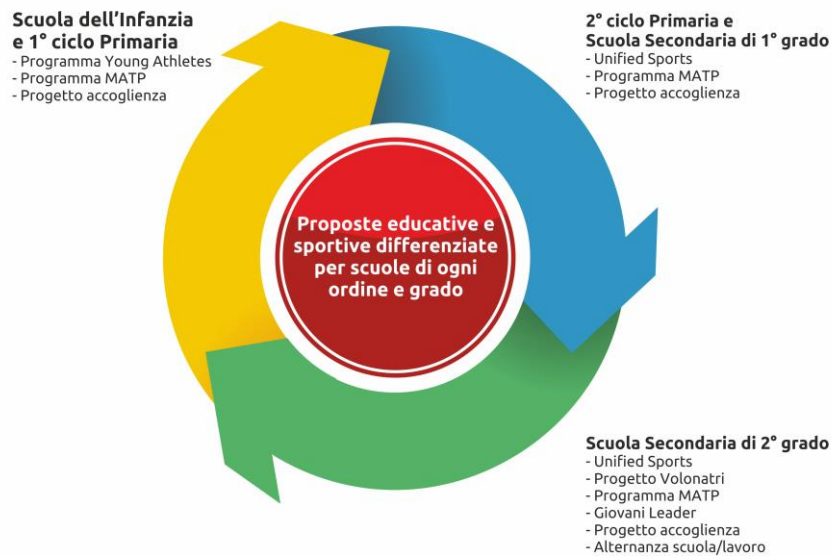 Scuola dell'Infanzia
e 1° ciclo Primaria
- Programma Young Athletes
- Programma MATP
- Progetto accoglienza
2° ciclo Primaria e
Scuola Secondaria di 1° grado
- Unified Sports
- Programma MATP
- Progetto accoglienza
Proposte educative e
sportive differenziate
per scuole di ogni
ordine e grado
Scuola Secondaria di 2° grado
- Unified Sports
- Progetto Volonatri
- Programma MATP
- Giovani Leader
- Progetto accoglienza
- Alternanza scuola/lavoro